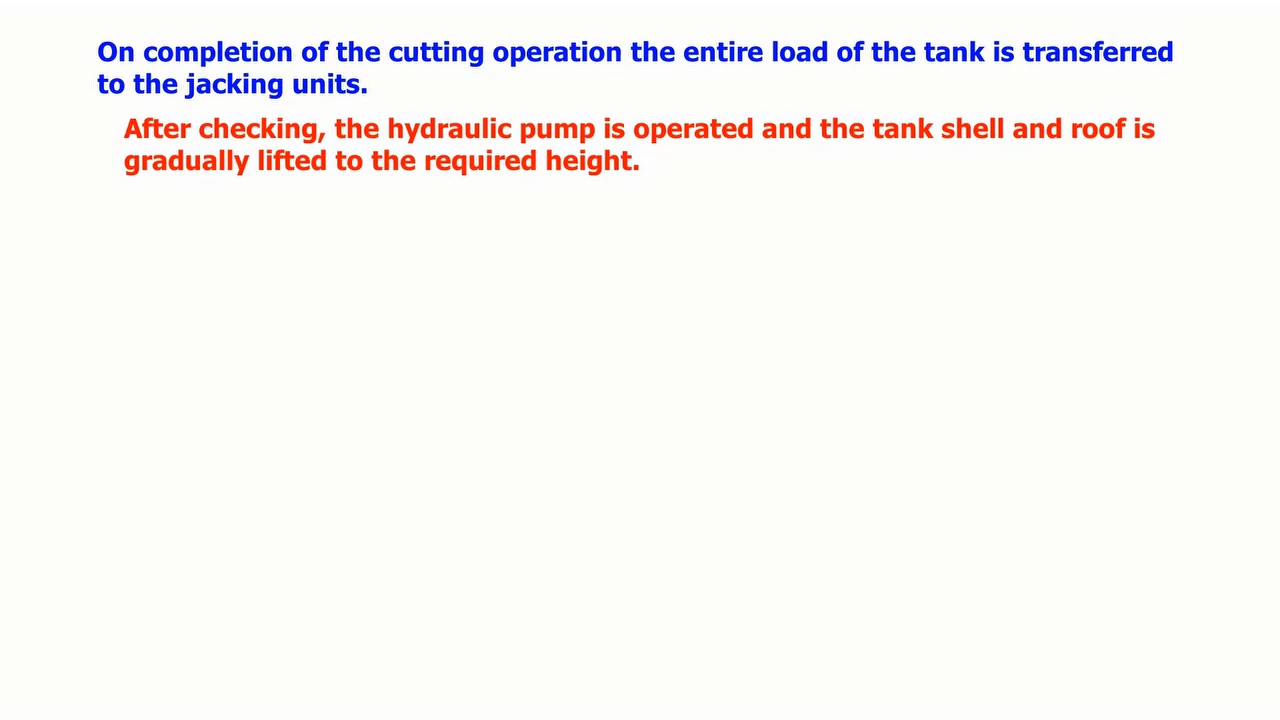 On completion of the cutting operation the entire load of the tank is transferred
to the jacking units.
After checking, the hydraulic pump is operated and the tank shell and roof is
gradually lifted to the required height.